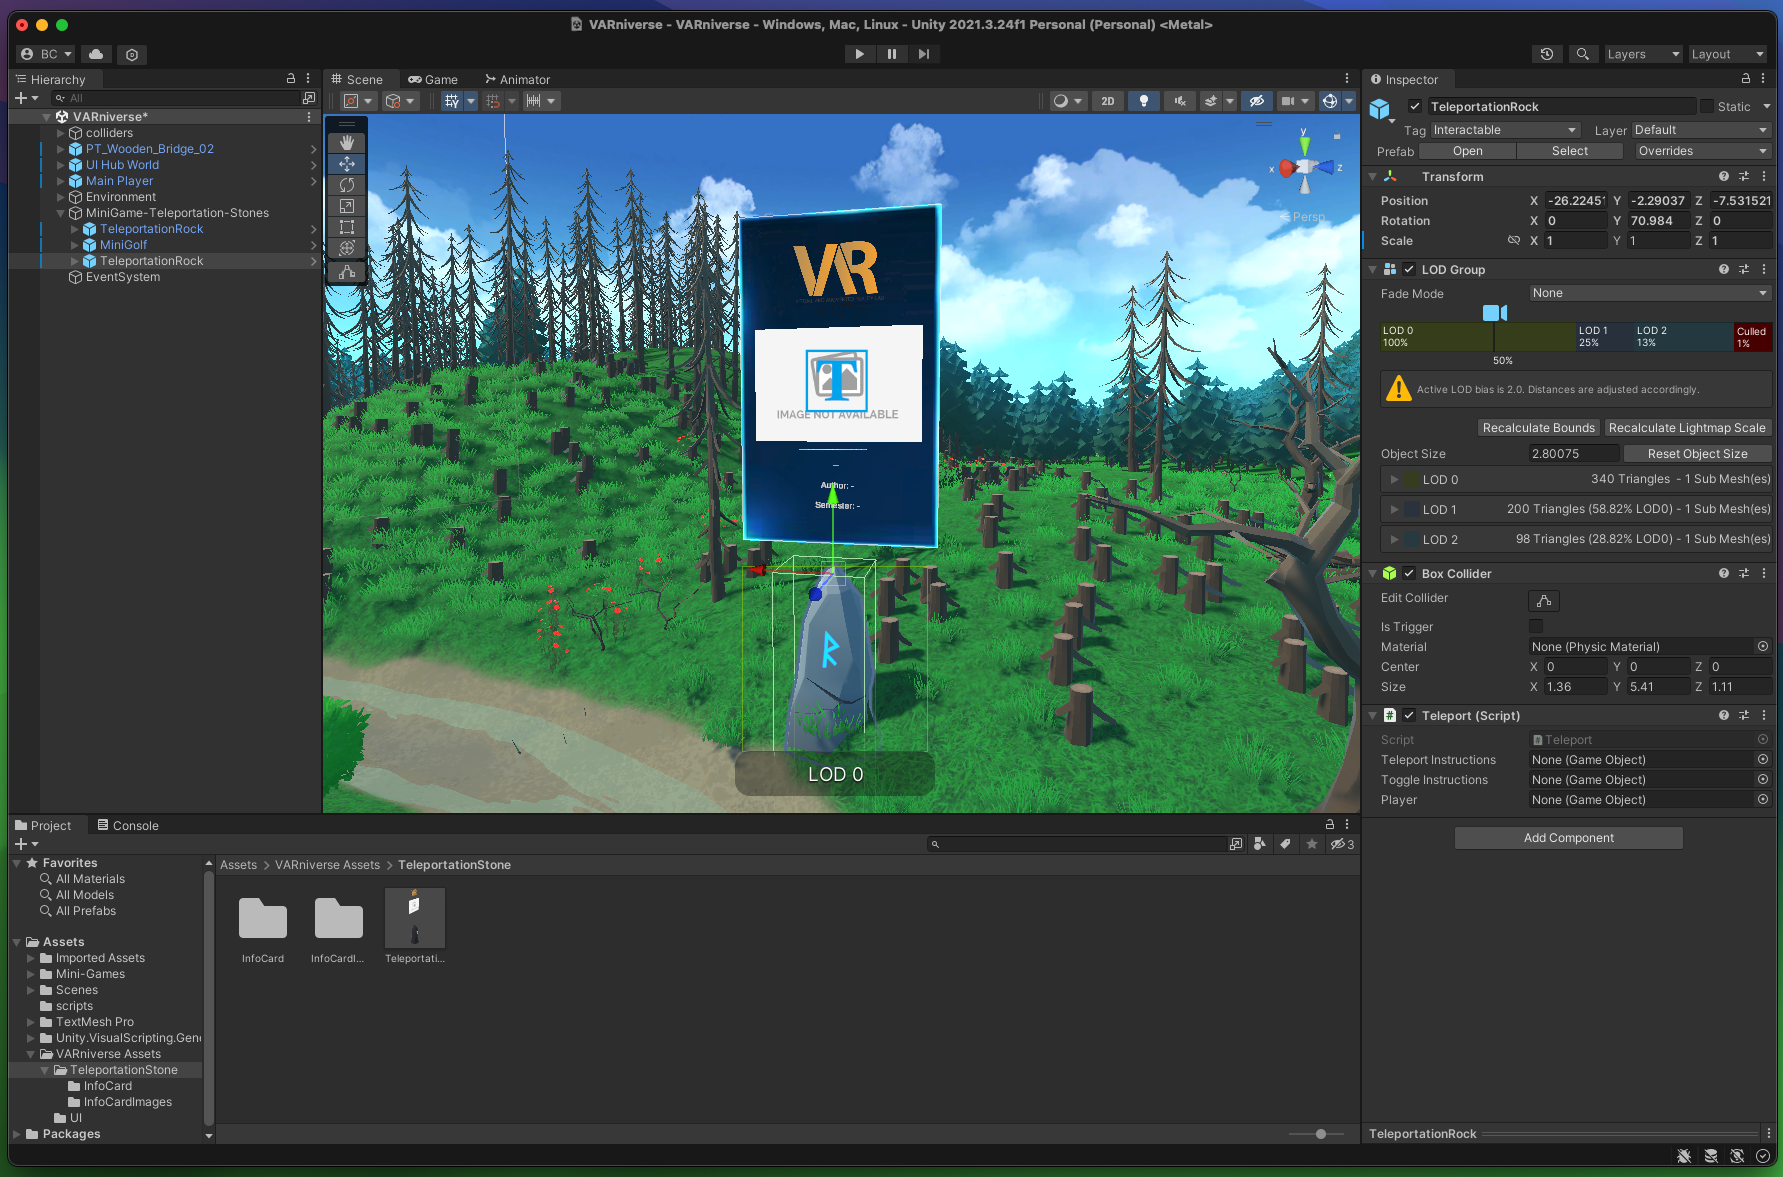 VARniverse - VARniverse - Windows, Mac, Linux - Unity 2021.3.24f1 Personal (Personal) <Metal>
BC
Layers
Layout
Hierarchy
All
VARniverse*
colliders
PT_Wooden_Bridge_02
UI Hub World
Main Player
Environment
MiniGame-Teleportation-Stones
TeleportationRock
MiniGolf
TeleportationRock
EventSystem
Scene
Game
Animator
2D
y
x
z
Persp
VAR
T
IMAGE NOT AVAILABLE
Author: -
Semester: -
LOD 0
Inspector
TeleportationRock
Static
Tag
Interactable
Layer
Default
Prefab
Open
Select
Overrides
Transform
Position
X -26.22451
Y -2.29037
Z -7.531521
Rotation
X 0
Y 70.984
Z 0
Scale
X 1
Y 1
Z 1
LOD Group
Fade Mode
None
LOD 0
100%
LOD 1
25%
LOD 2
13%
Culled
1%
50%
Active LOD bias is 2.0. Distances are adjusted accordingly.
Recalculate Bounds
Recalculate Lightmap Scale
Object Size
2.80075
Reset Object Size
LOD 0
340 Triangles - 1 Sub Mesh(es)
LOD 1
200 Triangles (58.82% LOD0) - 1 Sub Mesh(es)
LOD 2
98 Triangles (28.82% LOD0) - 1 Sub Mesh(es)
Box Collider
Edit Collider
Is Trigger
Material
None (Physic Material)
Center
X 0
Y 0
Z 0
Size
X 1.36
Y 5.41
Z 1.11
Teleport (Script)
Script
Teleport
Teleport Instructions
None (Game Object)
Toggle Instructions
None (Game Object)
Player
None (Game Object)
Add Component
TeleportationRock
Project
Console
3
Favorites
All Materials
All Models
All Prefabs
Assets
Imported Assets
Mini-Games
Scenes
scripts
TextMesh Pro
Unity.VisualScripting.Gen
VARniverse Assets
TeleportationStone
InfoCard
InfoCardImages
UI
Packages
Assets > VARniverse Assets > TeleportationStone
InfoCard
InfoCardI...
Teleportati...